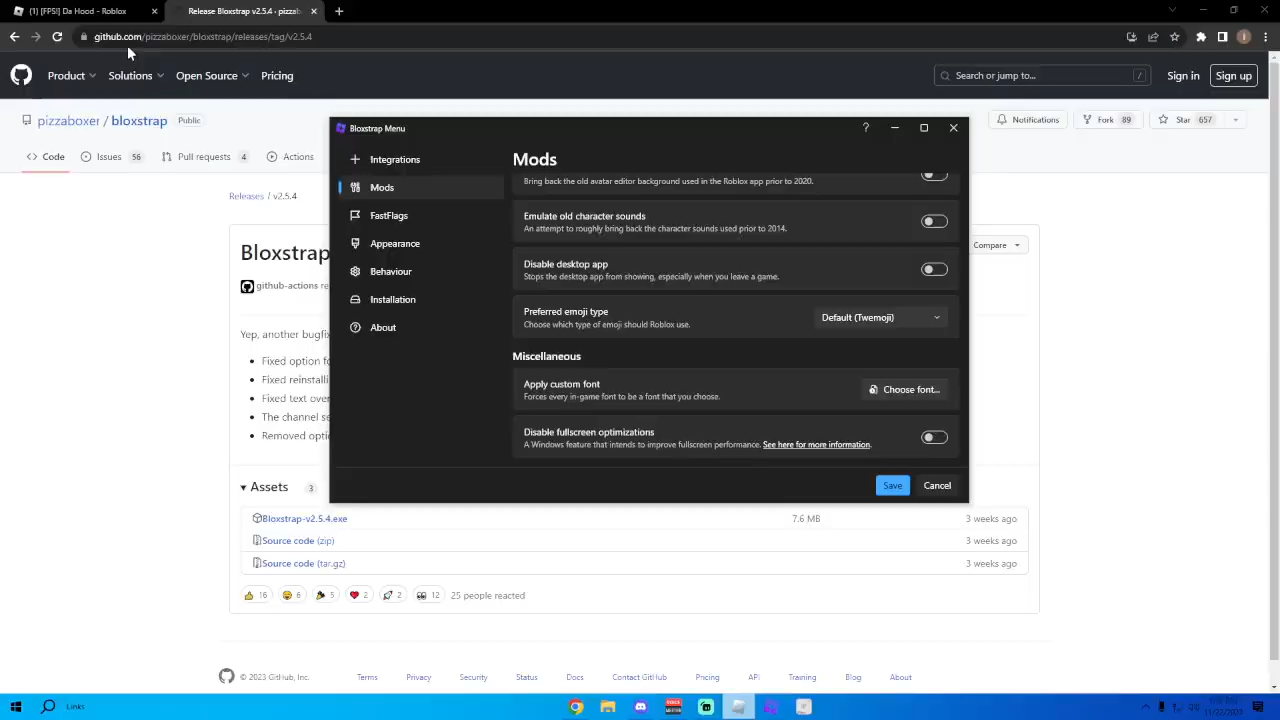 (1) [FPS!] Da Hood - Roblox
Release Bloxstrap v2.5.4 · pizzab
github.com/pizzaboxer/bloxstrap/releases/tag/v2.5.4
Product
Solutions
Open Source
Pricing
Search or jump to...
/
Sign in
Sign up
pizzaboxer / bloxstrap
Public
Notifications
Fork 89
Star 657
Code
Issues 56
Pull requests 4
Actions
Releases / v2.5.4
Bloxstrap
Compare
github-actions re
Yep, another bugfix
Fixed option fo
Fixed reinstalli
Fixed text over
The channel se
Removed optio
Bloxstrap Menu
?
Integrations
Mods
FastFlags
Appearance
Behaviour
Installation
About
Mods
Bring back the old avatar editor background used in the Roblox app prior to 2020.
Emulate old character sounds
An attempt to roughly bring back the character sounds used prior to 2014.
Disable desktop app
Stops the desktop app from showing, especially when you leave a game.
Preferred emoji type
Choose which type of emoji should Roblox use.
Default (Twemoji)
Miscellaneous
Apply custom font
Forces every in-game font to be a font that you choose.
Choose font...
Disable fullscreen optimizations
A Windows feature that intends to improve fullscreen performance. See here for more information.
Save
Cancel
Assets 3
Bloxstrap-v2.5.4.exe
7.6 MB
3 weeks ago
Source code (zip)
3 weeks ago
Source code (tar.gz)
3 weeks ago
16
6
5
2
2
12
25 people reacted
© 2023 GitHub, Inc.
Terms
Privacy
Security
Status
Docs
Contact GitHub
Pricing
API
Training
Blog
About
Links